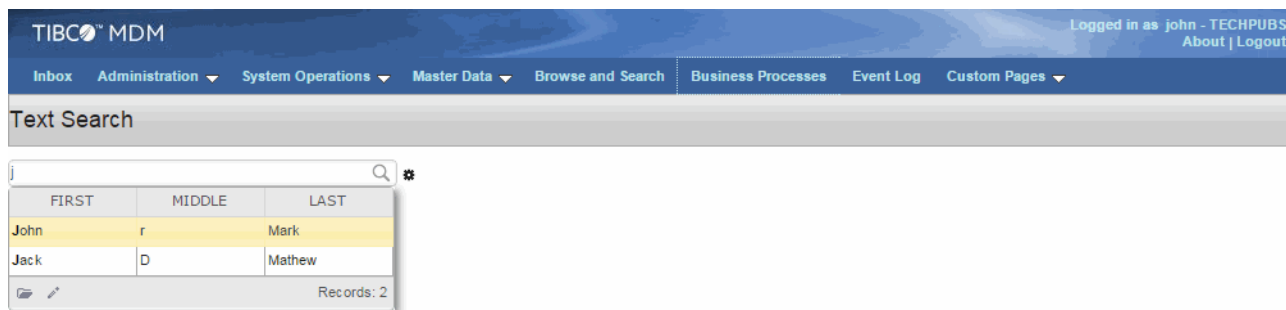 TIBCO™ MDM
Logged in as john - TECHPUBS
About | Logout
Inbox Administration System Operations Master Data Browse and Search Business Processes Event Log Custom Pages
Text Search
j
FIRST MIDDLE LAST
John r Mark
Jack D Mathew
Records: 2